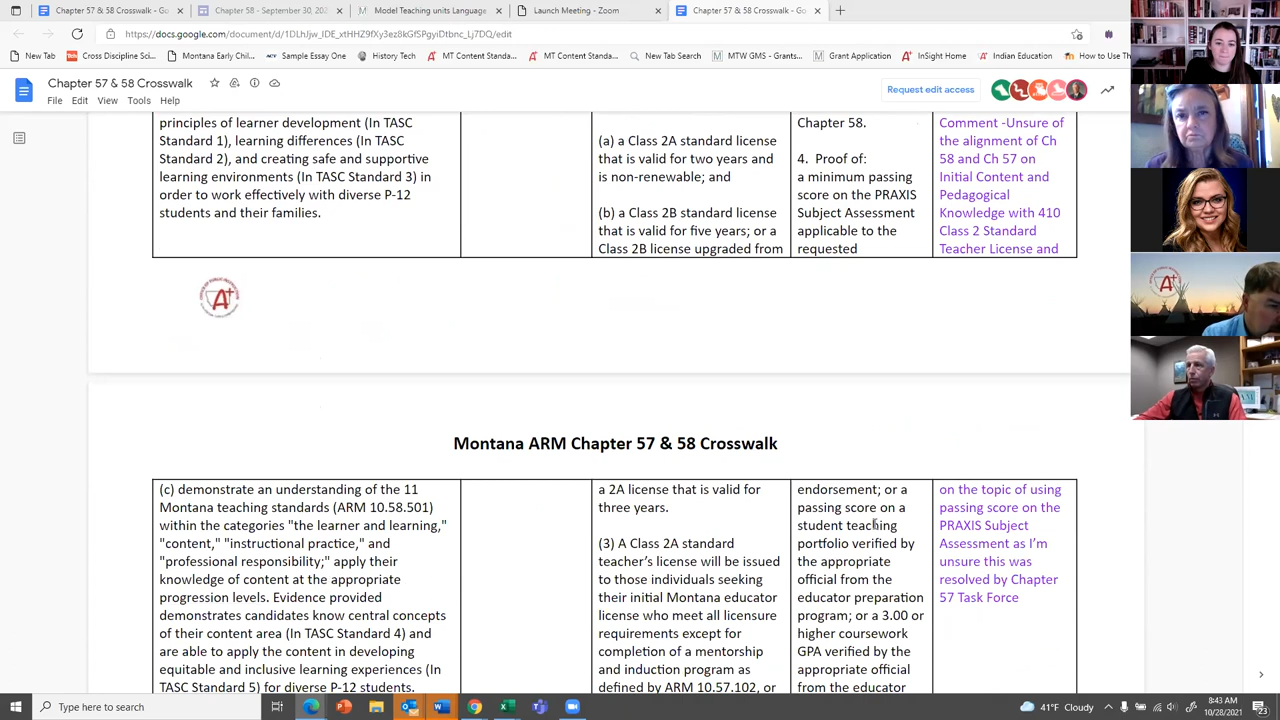 Chapter 57 & 58 Crosswalk - Go
Chapter 58 - September 30, 202
Model Teaching units Language
Launch Meeting - Zoom
Chapter 57 & 58 Crosswalk - Go
https://docs.google.com/document/d/1DLhIjw_IDE_xtHHZ9fXy3ez8kGfSPgyiDtbnc_Lj7DQ/edit
New Tab
Cross Discipline Sci...
Montana Early Chil...
Sample Essay One
History Tech
MT Content Educa...
MT Content Standa...
New Tab Search
MTW GMS - Grants...
Grant Application
InSight Home
Indian Education
How to Use Th
Chapter 57 & 58 Crosswalk
File Edit View Tools Help
Request edit access
principles of learner development (In TASC
Standard 1), learning differences (In TASC
Standard 2), and creating safe and supportive
learning environments (In TASC Standard 3) in
order to work effectively with diverse P-12
students and their families.
(a) a Class 2A standard license
that is valid for two years and
is non-renewable; and
(b) a Class 2B standard license
that is valid for five years; or a
Class 2B license upgraded from
Chapter 58.
4. Proof of:
a minimum passing
score on the PRAXIS
Subject Assessment
applicable to the
requested
Comment -Unsure of
the alignment of Ch
58 and Ch 57 on
Initial Content and
Pedagogical
Knowledge with 410
Class 2 Standard
Teacher License and
A+
Montana ARM Chapter 57 & 58 Crosswalk
(c) demonstrate an understanding of the 11
Montana teaching standards (ARM 10.58.501)
within the categories "the learner and learning,"
"content," "instructional practice," and
"professional responsibility;" apply their
knowledge of content at the appropriate
progression levels. Evidence provided
demonstrates candidates know central concepts
of their content area (In TASC Standard 4) and
are able to apply the content in developing
equitable and inclusive learning experiences (In
TASC Standard 5) for diverse P-12 students.
a 2A license that is valid for
three years.
(3) A Class 2A standard
teacher's license will be issued
to those individuals seeking
their initial Montana educator
license who meet all licensure
requirements except for
completion of a mentorship
and induction program as
defined by ARM 10.57.102, or
endorsement; or a
passing score on a
student teaching
portfolio verified by
the appropriate
official from the
educator preparation
program; or a 3.00 or
higher coursework
GPA verified by the
appropriate official
from the educator
on the topic of using
passing score on the
PRAXIS Subject
Assessment as I'm
unsure this was
resolved by Chapter
57 Task Force
Type here to search
41°F Cloudy
8:43 AM
10/28/2021
23